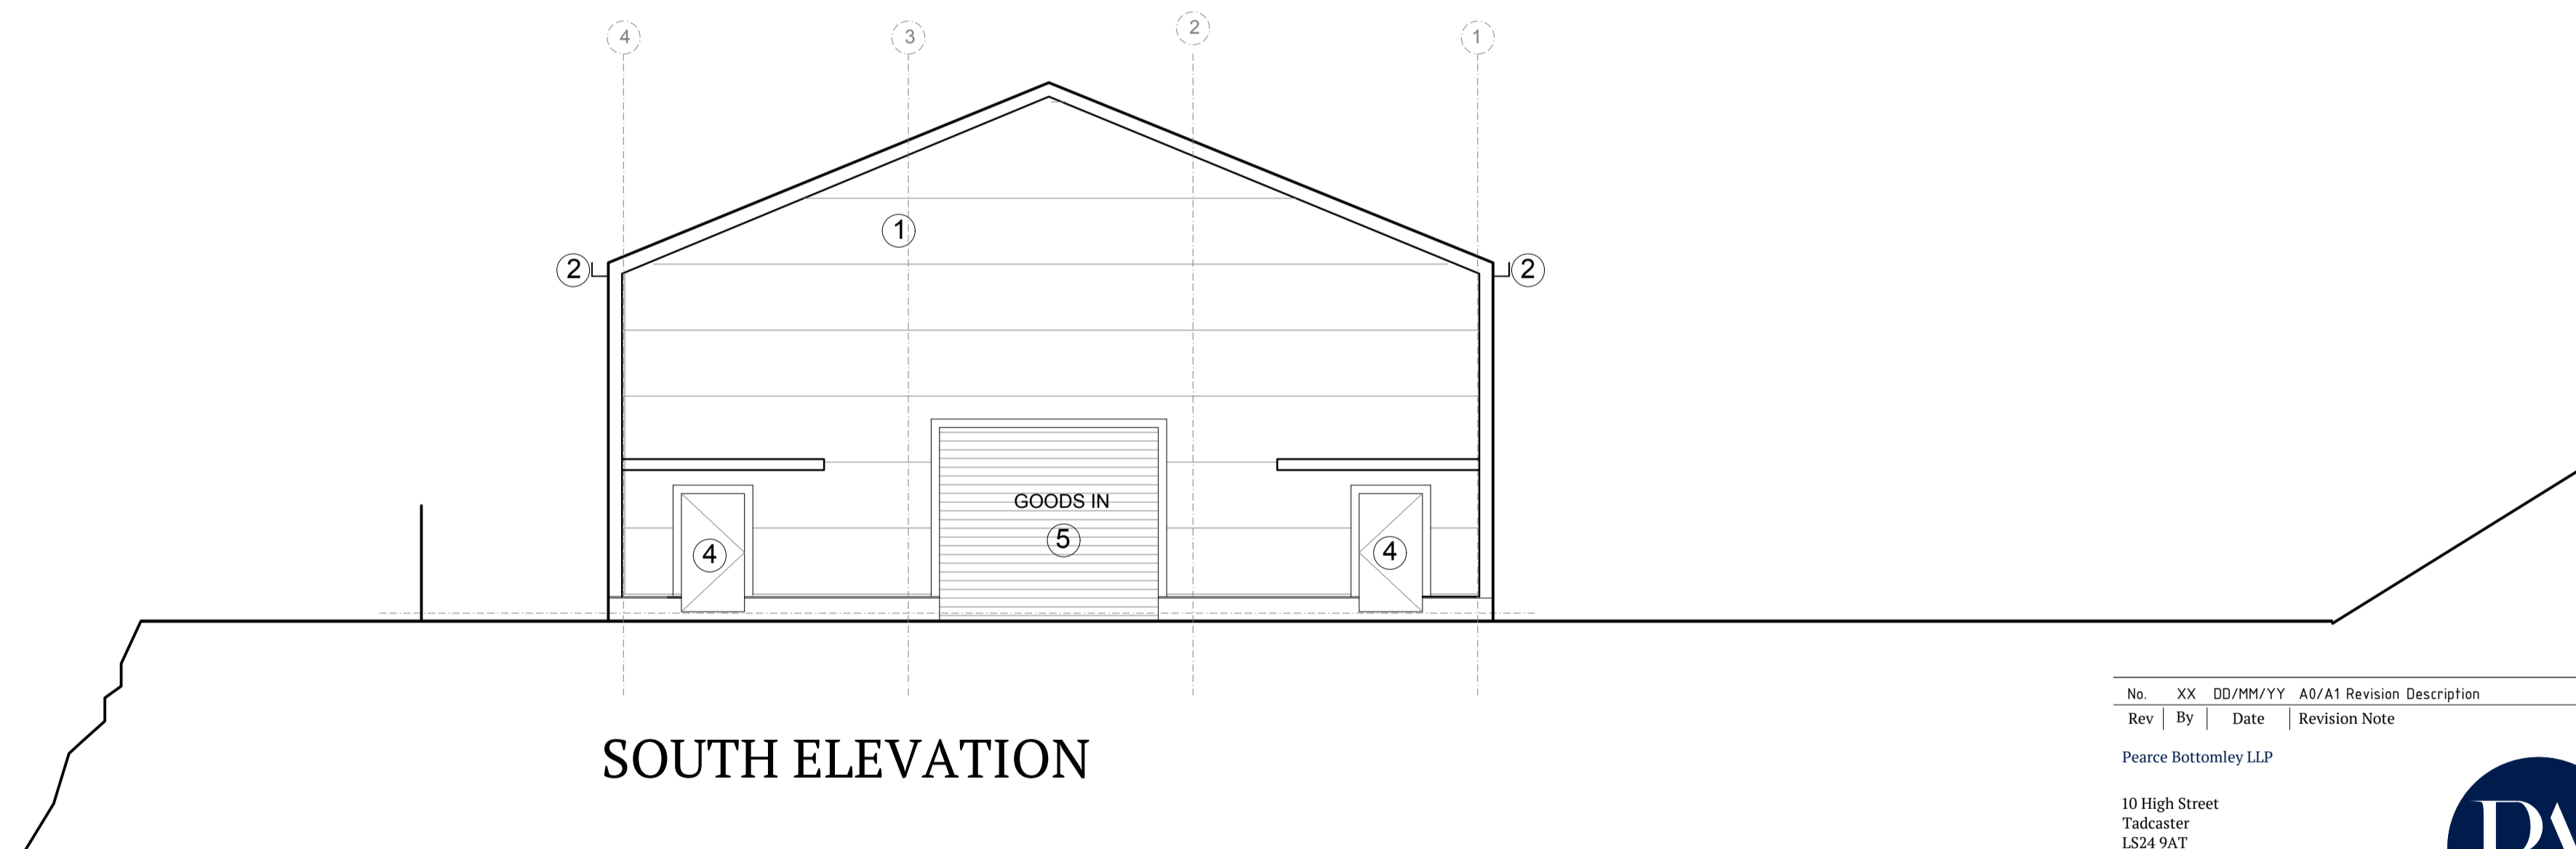 4 3 2 1
1
2 2
GOODS IN
4 5 4
SOUTH ELEVATION
No. XX DD/MM/YY A0/A1 Revision Description
Rev By Date Revision Note
Pearce Bottomley LLP
10 High Street
Tadcaster
LS24 9AT